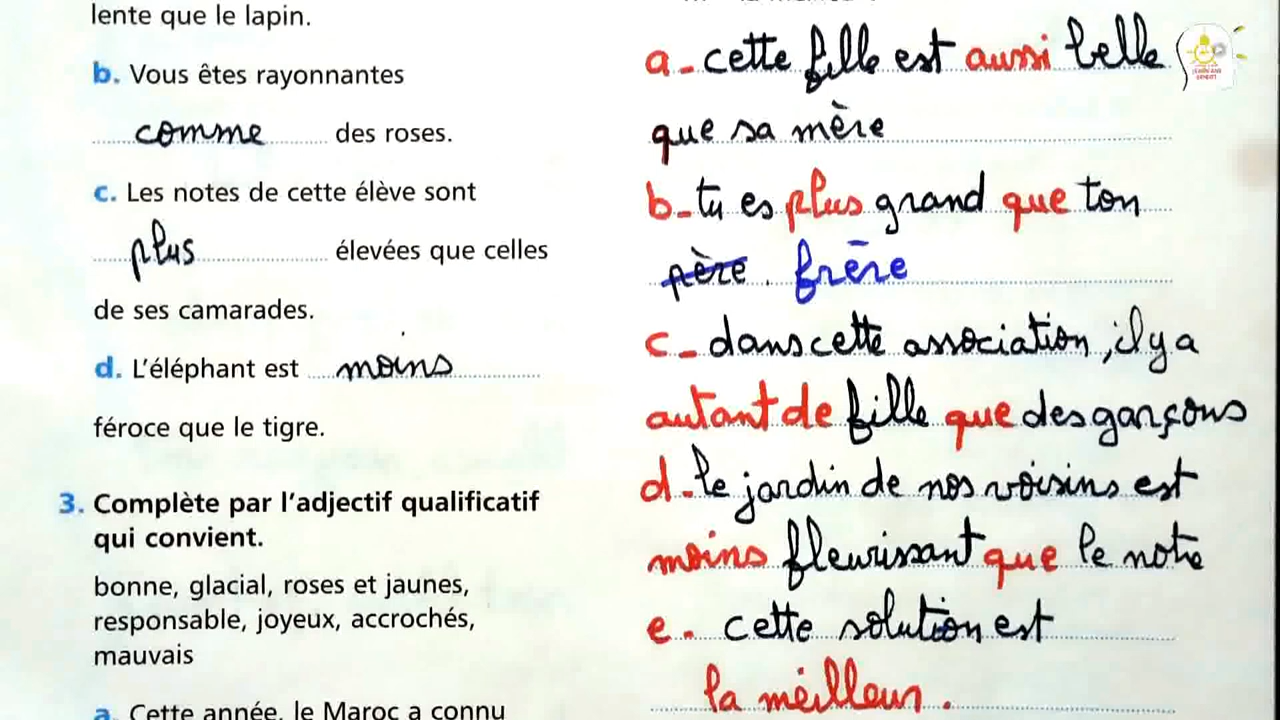 lente que le lapin.
b. Vous êtes rayonnantes
comme des roses.
c. Les notes de cette élève sont
plus élevées que celles
de ses camarades.
d. L'éléphant est moins
féroce que le tigre.
3. Complète par l'adjectif qualificatif
qui convient.
bonne, glacial, roses et jaunes,
responsable, joyeux, accrochés,
mauvais
a. Cette année, le Maroc a connu
a- cette fille est aussi belle
que sa mère
b- tu es plus grand que ton
père. frère
c- dans cette association, il y a
autant de fille que des garçons
d- le jardin de nos voisins est
moins fleurissant que le notre
e. cette solution est
la meilleur.